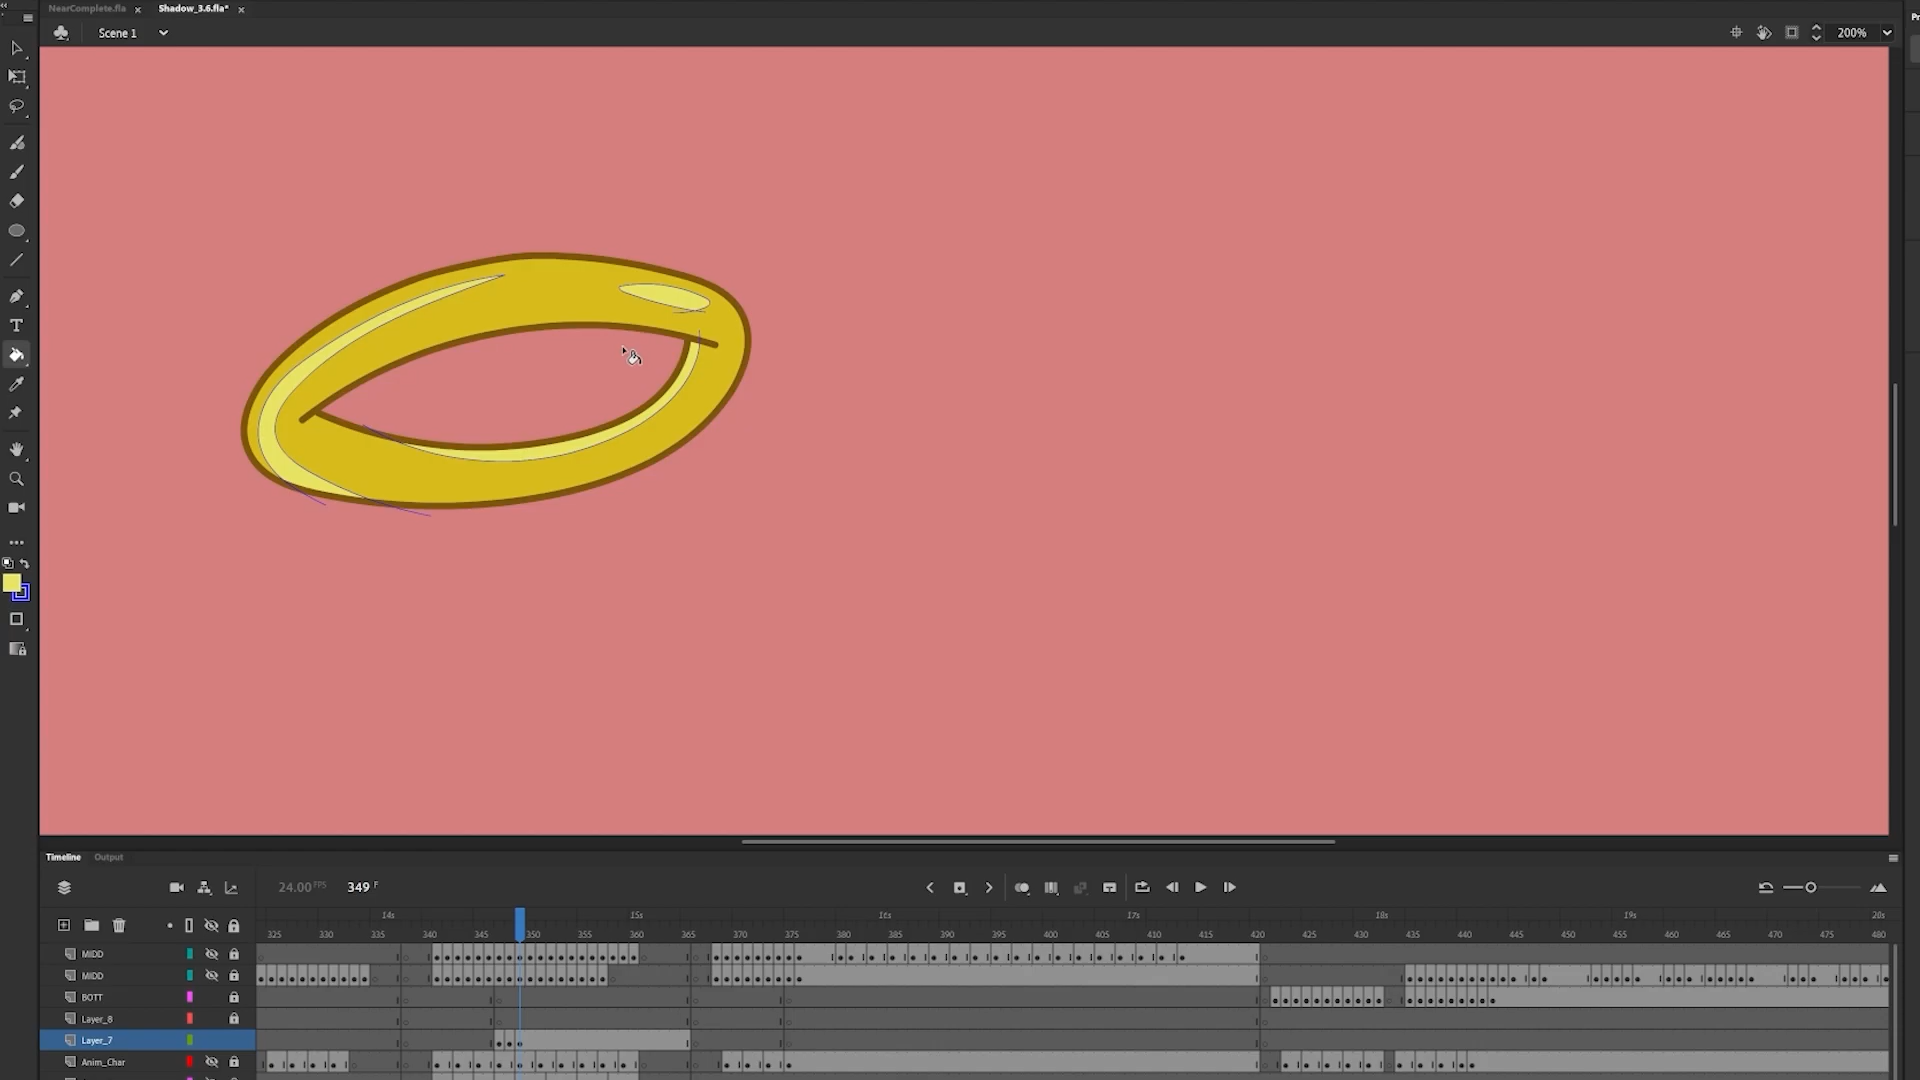 NearComplete.fla × Shadow_3.6.fla* ×
Scene 1
200%
T
Timeline Output
24.00 FPS 349 F
14s 15s 16s 17s 18s 19s 20s
325 330 335 340 345 350 355 360 365 370 375 380 385 390 395 400 405 410 415 420 425 430 435 440 445 450 455 460 465 470 475 480
MIDD
MIDD
BOTT
Layer_8
Layer_7
Anim_Char